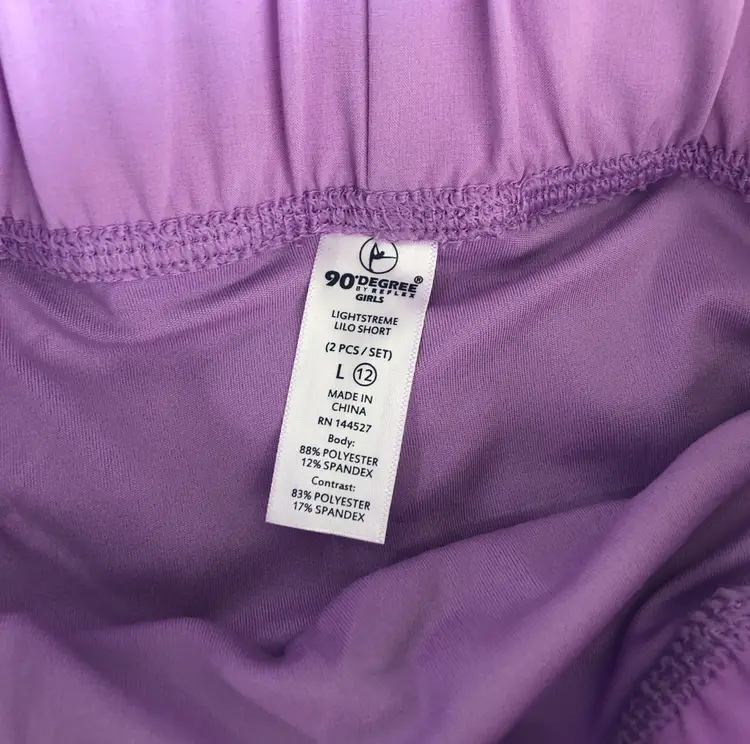 90°DEGREE®
BY REFLEX
GIRLS
LIGHTSTREME
LILO SHORT
(2 PCS / SET)
L 12
MADE IN
CHINA
RN 144527
Body:
88% POLYESTER
12% SPANDEX
Contrast:
83% POLYESTER
17% SPANDEX